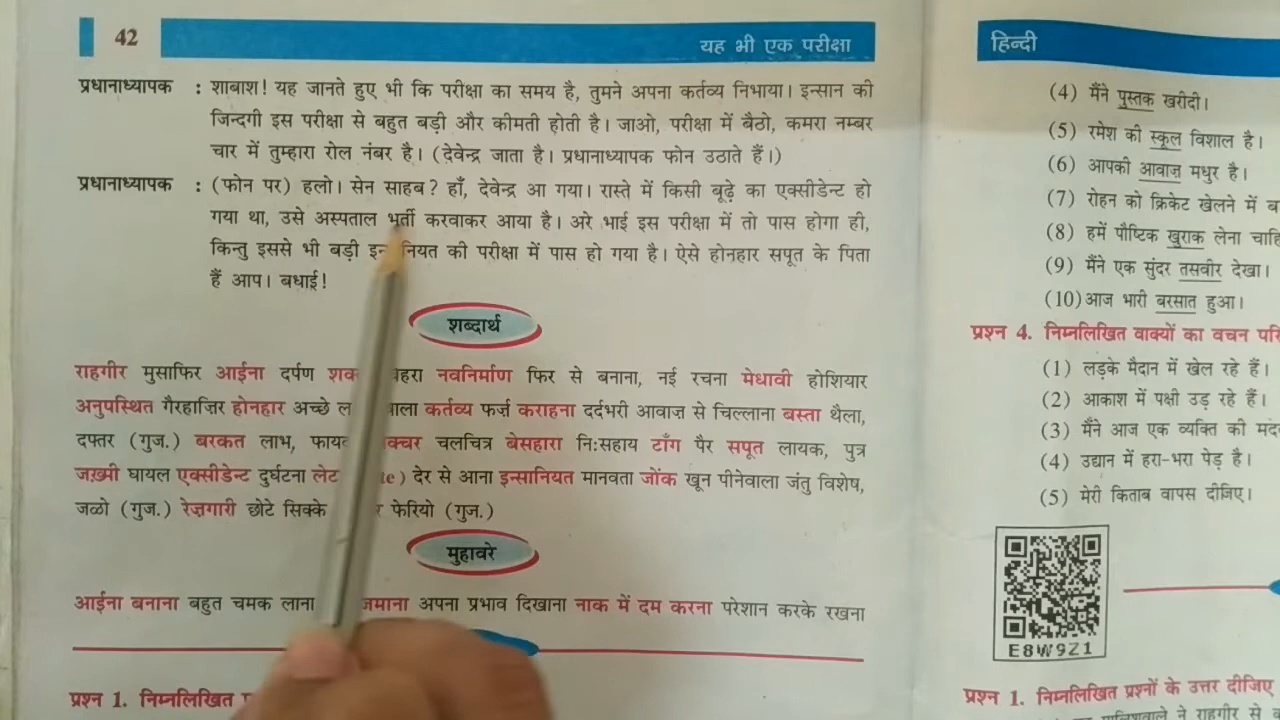 42
यह भी एक परीक्षा
प्रधानाध्यापक : शाबाश! यह जानते हुए भी कि परीक्षा का समय है, तुमने अपना कर्तव्य निभाया। इन्सान की
जिन्दगी इस परीक्षा से बहुत बड़ी और कीमती होती है। जाओ, परीक्षा में बैठो, कमरा नम्बर
चार में तुम्हारा रोल नंबर है। (देवेन्द्र जाता है। प्रधानाध्यापक फोन उठाते हैं।)
प्रधानाध्यापक : (फोन पर) हलो। सेन साहब? हाँ, देवेन्द्र आ गया। रास्ते में किसी बूढ़े का एक्सीडेन्ट हो
गया था, उसे अस्पताल भर्ती करवाकर आया है। अरे भाई इस परीक्षा में तो पास होगा ही,
किन्तु इससे भी बड़ी की परीक्षा में पास हो गया है। ऐसे होनहार सपूत के पिता
हैं आप। बधाई!
शब्दार्थ
राहगीर मुसाफिर आईना दर्पण नवनिर्माण फिर से बनाना, नई रचना मेधावी होशियार
अनुपस्थित गैरहाज़िर होनहार अच्छे कर्तव्य फर्ज़ कराहना दर्दभरी आवाज़ से चिल्लाना बस्ता थैला,
दफ्तर (गुज.) बरकत लाभ, चलचित्र बेसहारा नि:सहाय टाँग पैर सपूत लायक, पुत्र
जख़्मी घायल एक्सीडेन्ट दुर्घटना लेट देर से आना इन्सानियत मानवता जोंक खून पीनेवाला जंतु विशेष,
जळो (गुज.) रेज़गारी छोटे सिक्के फेरियो (गुज.)
मुहावरे
आईना बनाना बहुत चमक लाना अपना प्रभाव दिखाना नाक में दम करना परेशान करके रखना
प्रश्न 1. निम्नलिखित
हिन्दी
(4) मैंने पुस्तक खरीदी।
(5) रमेश की स्कूल विशाल है।
(6) आपकी आवाज़ मधुर है।
(7) रोहन को क्रिकेट खेलने में
(8) हमें पौष्टिक खुराक लेना
(9) मैंने एक सुंदर तसवीर देखा।
(10) आज भारी बरसात हुआ।
प्रश्न 4. निम्नलिखित वाक्यों का वचन
(1) लड़के मैदान में खेल रहे हैं।
(2) आकाश में पक्षी उड़ रहे हैं।
(3) मैंने आज एक व्यक्ति की
(4) उद्यान में हरा-भरा पेड़ है।
(5) मेरी किताब वापस दीजिए।
E8W9Z1
प्रश्न 1. निम्नलिखित प्रश्नों के उत्तर दीजिए
ने राहगीर से